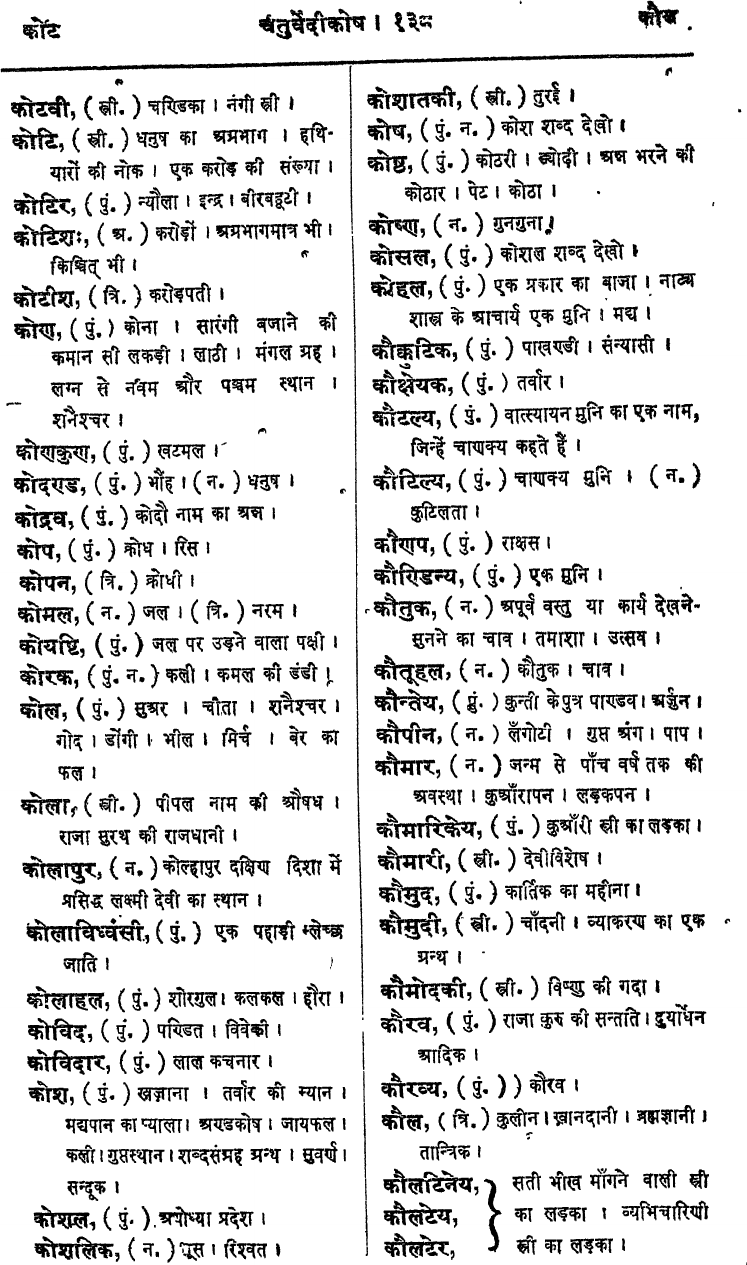 कोट
चतुर्वेदीकोष । १३८
कौल
कोटवी, ( स्त्री. ) चण्डिका । नंगी स्त्री ।
कोटि, ( स्त्री. ) धनुष का अग्रभाग । हथि-
यारों की नोक । एक करोड़ की संख्या ।
कोटिर, ( पुं. ) न्यौला । इन्द्र । बीरबहूटी ।
कोटिशः, ( अ. ) करोड़ों । अग्रभागमात्र भी ।
किञ्चित् भी ।
कोटीश, ( त्रि. ) करोड़पती ।
कोण, ( पुं. ) कोना । सारंगी बजाने की
कमान सी लकड़ी । लाठी । मंगल ग्रह ।
लग्न से नवम और पञ्चम स्थान ।
शनैश्चर ।
कोणकुण, ( पुं. ) खटमल ।
कोदण्ड, ( पुं. ) भौंह । ( न. ) धनुष ।
कोद्रव, ( पुं. ) कोदौ नाम का अन्न ।
कोप, ( पुं. ) क्रोध । रिस ।
कोपन, ( त्रि. ) क्रोधी ।
कोमल, ( न. ) जल । ( त्रि. ) नरम ।
कोयष्टि, ( पुं. ) जल पर उड़ने वाला पक्षी ।
कोरक, ( पुं. न. ) कली । कमल की डंडी ।
कोल, ( पुं. ) सुअर । चीता । शनैश्चर ।
गोद । डोंगी । भील । मिर्च । बेर का
फल ।
कोला, ( स्त्री. ) पीपल नाम की औषध ।
राजा सुरथ की राजधानी ।
कोलापुर, ( न. ) कोल्हापुर दक्षिण दिशा में
प्रसिद्ध लक्ष्मी देवी का स्थान ।
कोलाविध्वंसी, ( पुं. ) एक पहाड़ी म्लेच्छ
जाति ।
कोलाहल, ( पुं. ) शोरगुल । कलकल । हौरा ।
कोविद, ( पुं. ) पण्डित । विवेकी ।
कोविदार, ( पुं. ) लाल कचनार ।
कोश, ( पुं. ) ख़ज़ाना । तर्वार की म्यान ।
मद्यपान का प्याला । अण्डकोष । जायफल ।
कली । गुप्तस्थान । शब्दसंग्रह ग्रन्थ । सुवर्ण ।
सन्दूक ।
कोशल, ( पुं. ) अयोध्या प्रदेश ।
कोशलिक, ( न. ) घूस । रिश्वत ।
कोशातकी, ( स्त्री. ) तुरई ।
कोष, ( पुं. न. ) कोश शब्द देखो ।
कोष्ठ, ( पुं. ) कोठरी । ड्योढ़ी । अन्न भरने की
कोठार । पेट । कोठा ।
कोष्ण, ( न. ) गुनगुना ।
कोसल, ( पुं. ) कोशल शब्द देखो ।
कोहल, ( पुं. ) एक प्रकार का बाजा । नाट्य
शास्त्र के आचार्य एक मुनि । मद्य ।
कौक्कुटिक, ( पुं. ) पाखण्डी । संन्यासी ।
कौक्षेयक, ( पुं. ) तर्वार ।
कौटल्य, ( पुं. ) वात्स्यायन मुनि का एक नाम,
जिन्हें चाणक्य कहते हैं ।
कौटिल्य, ( पुं. ) चाणक्य मुनि । ( न. )
कुटिलता ।
कौणप, ( पुं. ) राक्षस ।
कौण्डिन्य, ( पुं. ) एक मुनि ।
कौतुक, ( न. ) अपूर्व वस्तु या कार्य देखने-
सुनने का चाव । तमाशा । उत्सव ।
कौतूहल, ( न. ) कौतुक । चाव ।
कौन्तेय, ( पुं. ) कुन्ती के पुत्र पाण्डव । अर्जुन ।
कौपीन, ( न. ) लँगोटी । गुप्त अंग । पाप ।
कौमार, ( न. ) जन्म से पाँच वर्ष तक की
अवस्था । कुआँरापन । लड़कपन ।
कौमारिकेय, ( पुं. ) कुआँरी स्त्री का लड़का ।
कौमारी, ( स्त्री. ) देवीविशेष ।
कौमुद, ( पुं. ) कार्तिक का महीना ।
कौमुदी, ( स्त्री. ) चाँदनी । व्याकरण का एक
ग्रन्थ ।
कौमोदकी, ( स्त्री. ) विष्णु की गदा ।
कौरव, ( पुं. ) राजा कुरु की सन्तति । दुर्योधन
आदिक ।
कौरव्य, ( पुं. ) ) कौरव ।
कौल, ( त्रि. ) कुलीन । ख़ानदानी । ब्रह्मज्ञानी ।
तान्त्रिक ।
कौलटिनेय, सती भीख माँगने वाली स्त्री
कौलटेय, का लड़का । व्यभिचारिणी
कौलटेर, स्त्री का लड़का ।